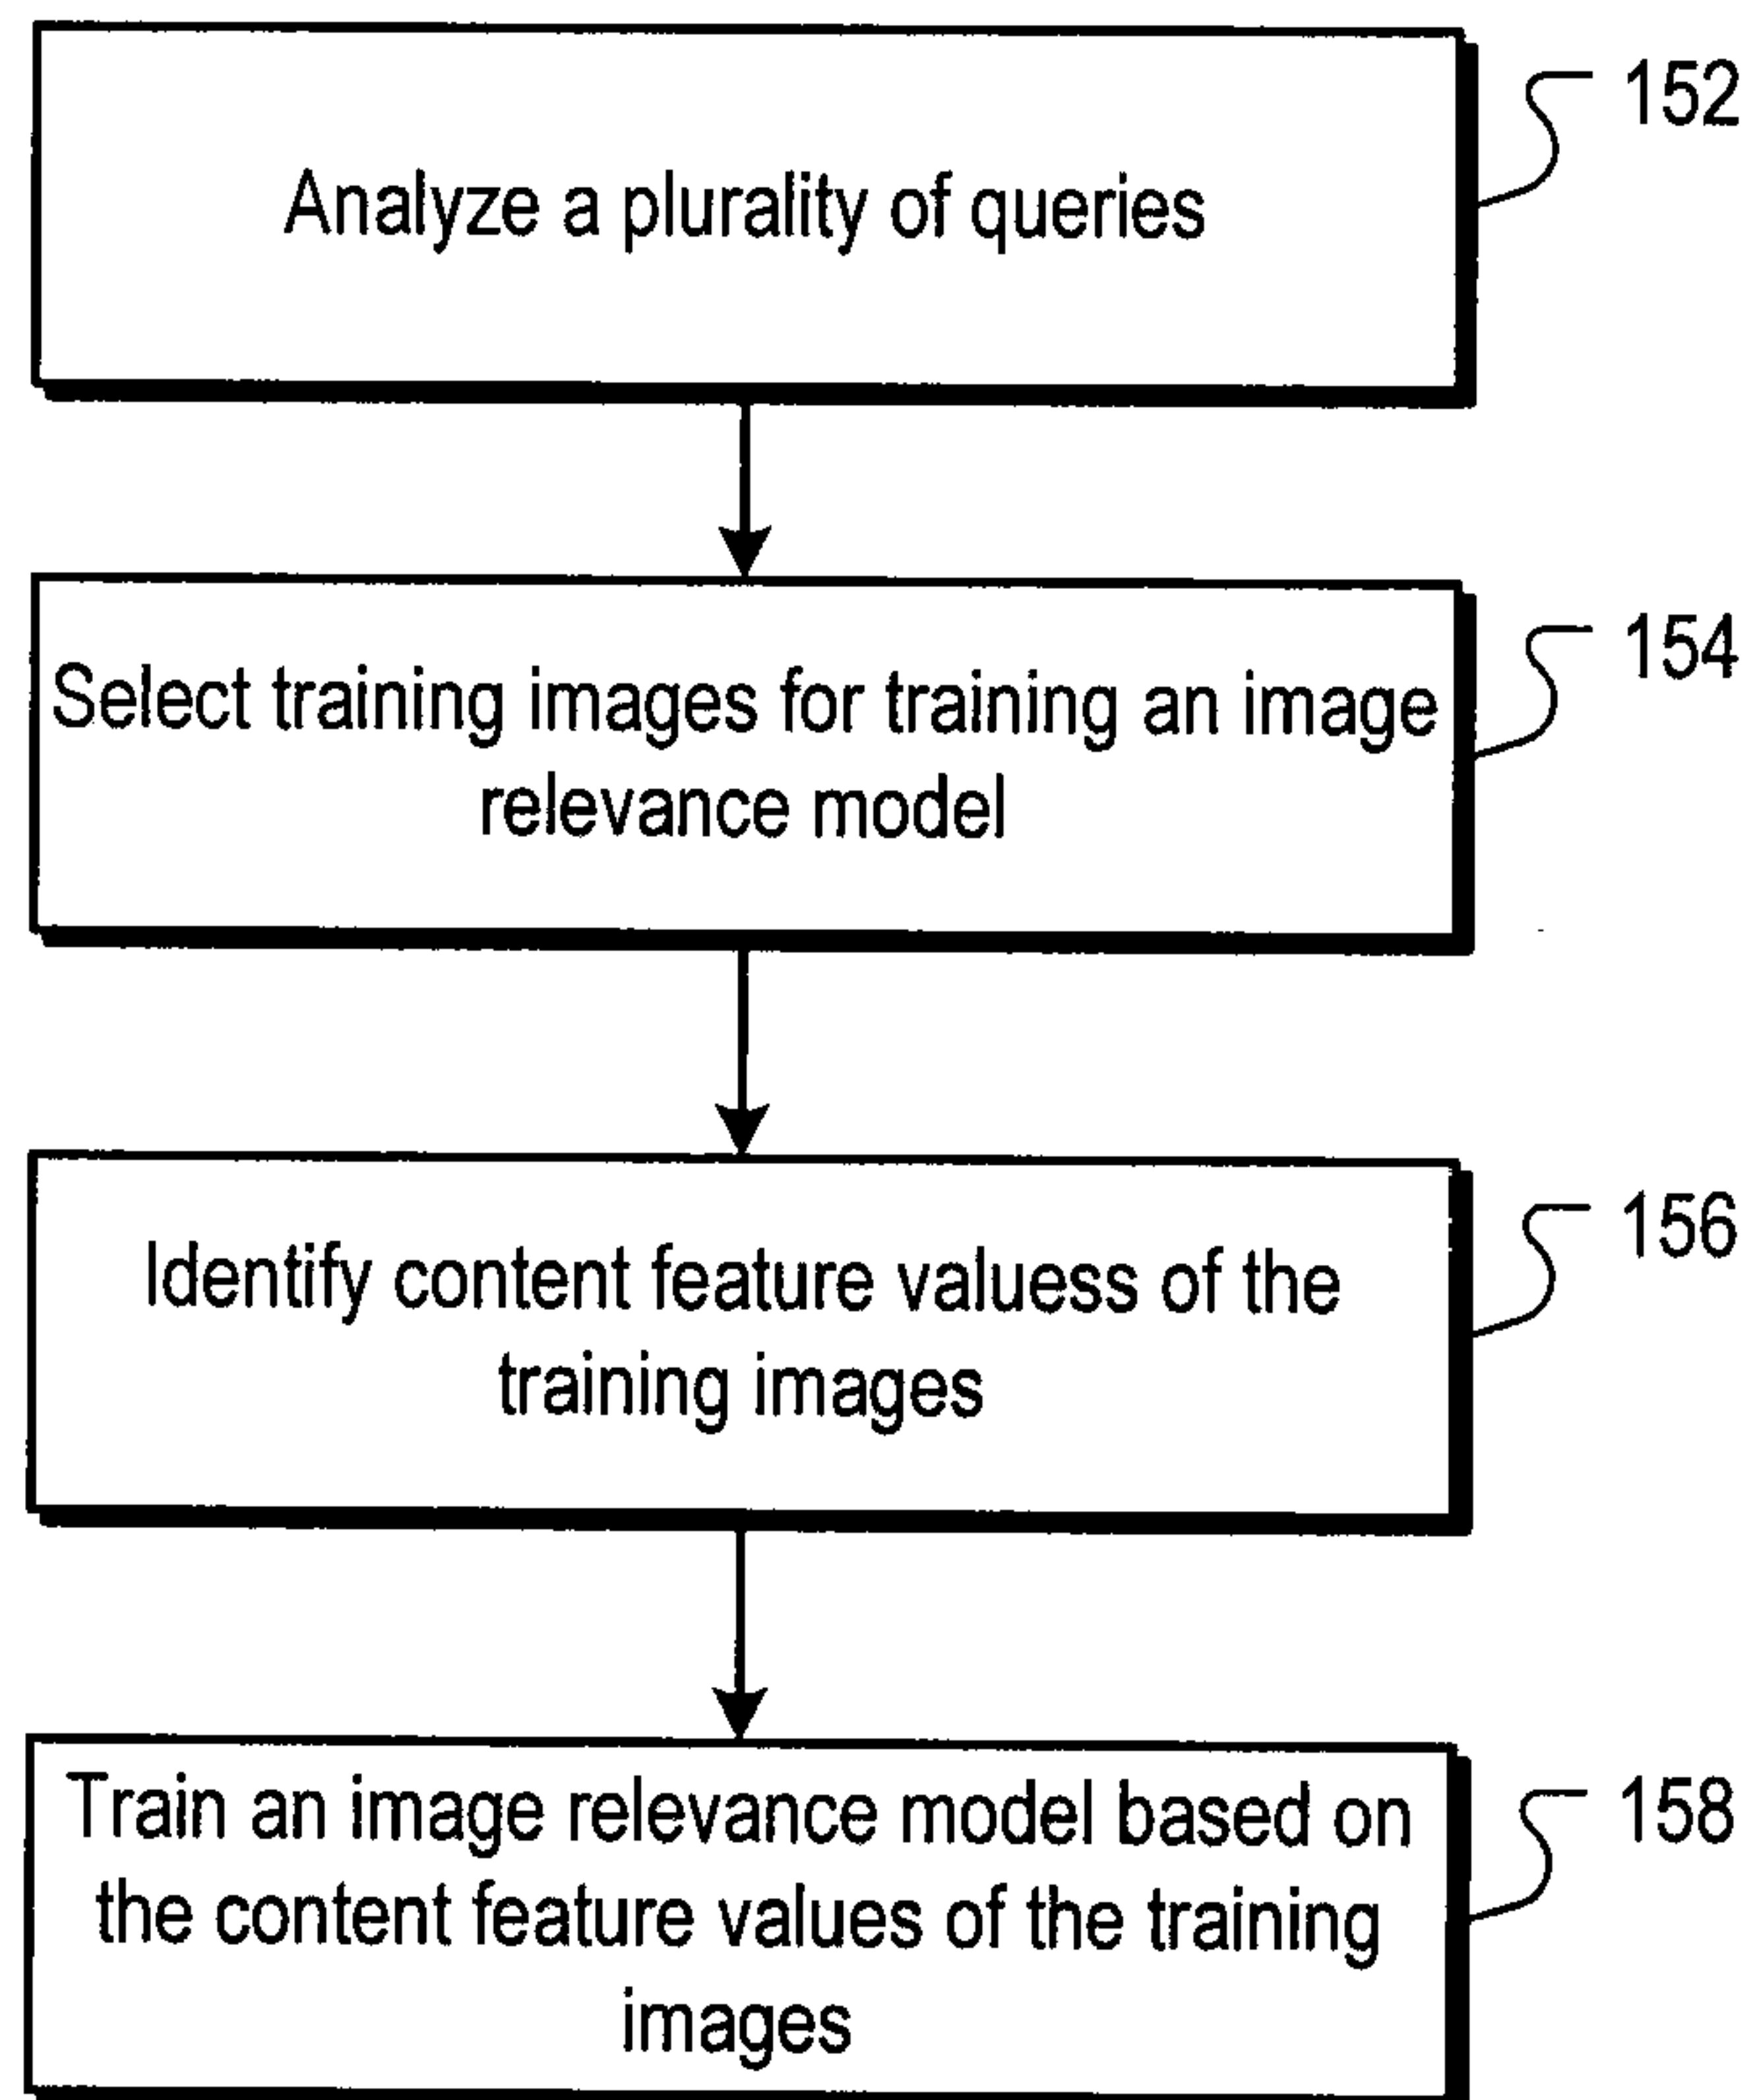 152
Analyze a plurality of queries
154
Select training images for training an image
relevance model
156
Identify content feature valuess of the
training images
158
Train an image relevance model based on
the content feature values of the training
images